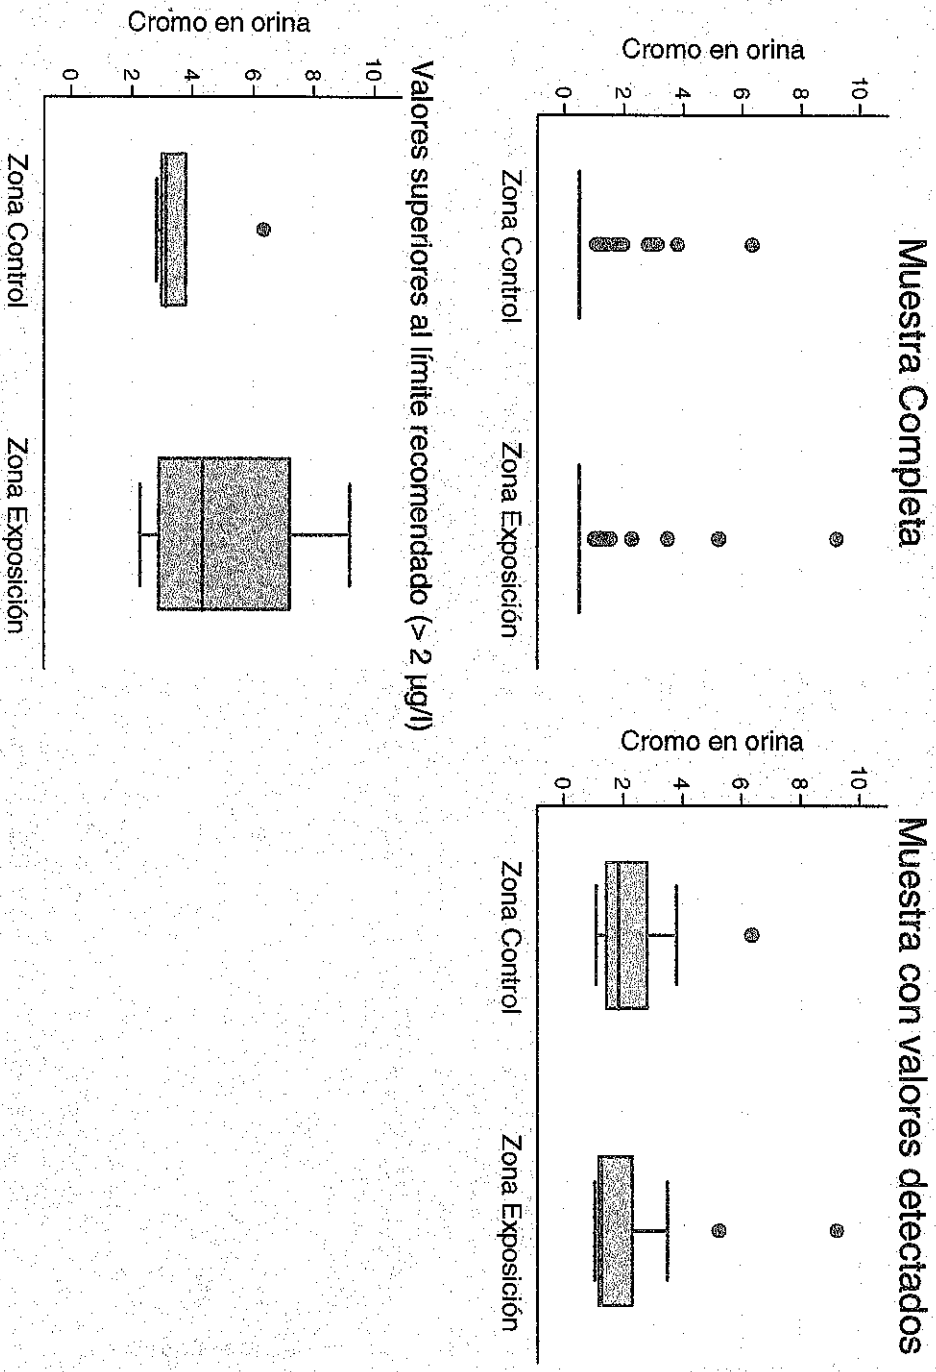 Muestra Completa
Cromo en orina
0 2 4 6 8 10
Zona Control Zona Exposición
Muestra con valores detectados
Cromo en orina
0 2 4 6 8 10
Zona Control Zona Exposición
Valores superiores al límite recomendado (> 2 µg/l)
Cromo en orina
0 2 4 6 8 10
Zona Control Zona Exposición